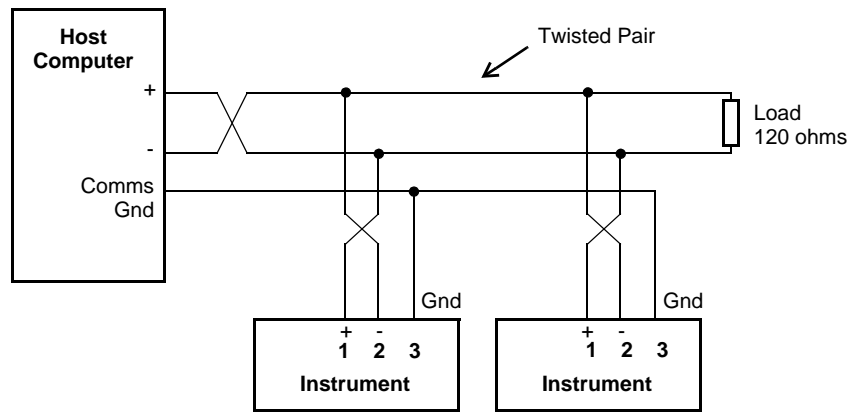 Host
Computer
Twisted Pair
+
-
Load
120 ohms
Comms
Gnd
Gnd
+ -
1 2 3
Instrument
Gnd
+ -
1 2 3
Instrument